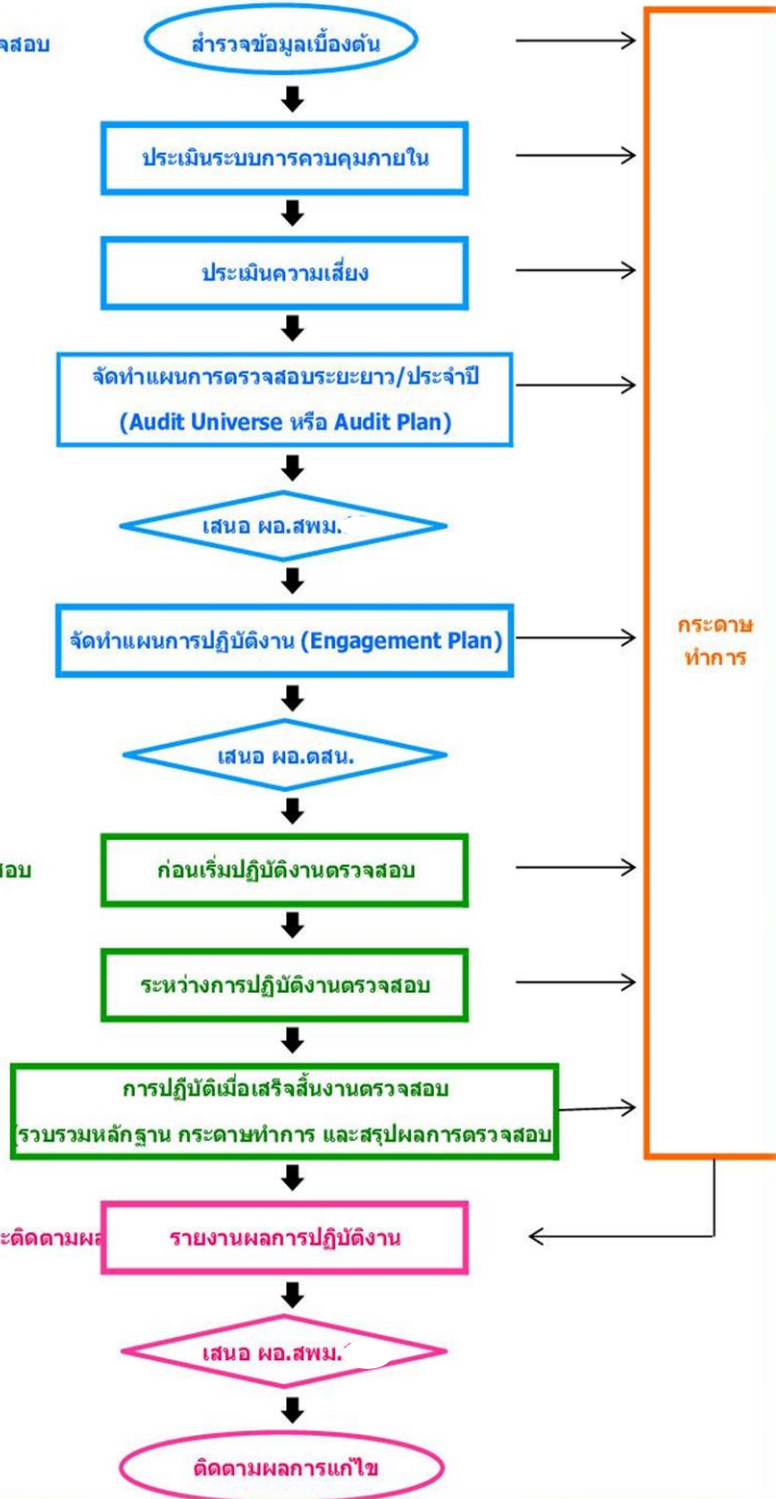 จสอบ
สำรวจข้อมูลเบื้องต้น
ประเมินระบบการควบคุมภายใน
ประเมินความเสี่ยง
จัดทำแผนการตรวจสอบระยะยาว/ประจำปี
(Audit Universe หรือ Audit Plan)
เสนอ ผอ.สพม.
จัดทำแผนการปฏิบัติงาน (Engagement Plan)
กระดาษ
ทำการ
เสนอ ผอ.ตสน.
สอบ
ก่อนเริ่มปฏิบัติงานตรวจสอบ
ระหว่างการปฏิบัติงานตรวจสอบ
การปฏิบัติเมื่อเสร็จสิ้นงานตรวจสอบ
(รวบรวมหลักฐาน กระดาษทำการ และสรุปผลการตรวจสอบ
ะติดตามผล
รายงานผลการปฏิบัติงาน
เสนอ ผอ.สพม.
ติดตามผลการแก้ไข